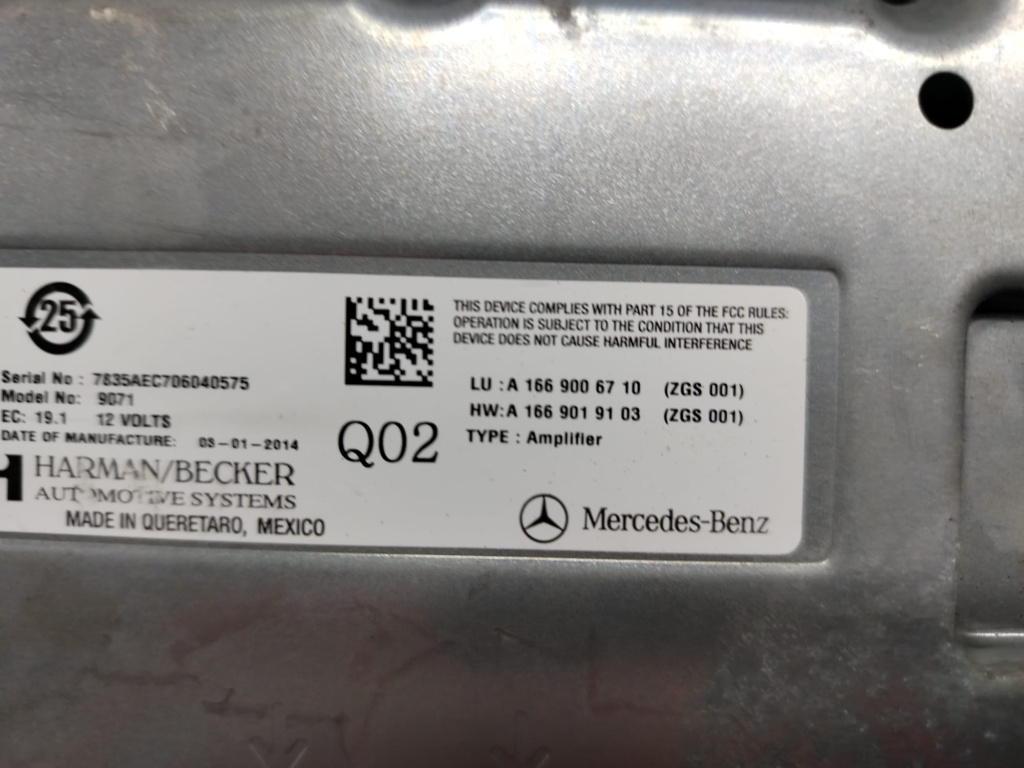 25
Serial No : 7635AEC706040575
Model No: 9071
EC: 19.1 12 VOLTS
DATE OF MANUFACTURE: 03-01-2014
HARMAN/BECKER
AUTOMOTIVE SYSTEMS
MADE IN QUERETARO, MEXICO
Q02
THIS DEVICE COMPLIES WITH PART 15 OF THE FCC RULES:
OPERATION IS SUBJECT TO THE CONDITION THAT THIS
DEVICE DOES NOT CAUSE HARMFUL INTERFERENCE
LU : A 166 900 67 10 (ZGS 001)
HW: A 166 901 91 03 (ZGS 001)
TYPE : Amplifier
Mercedes-Benz